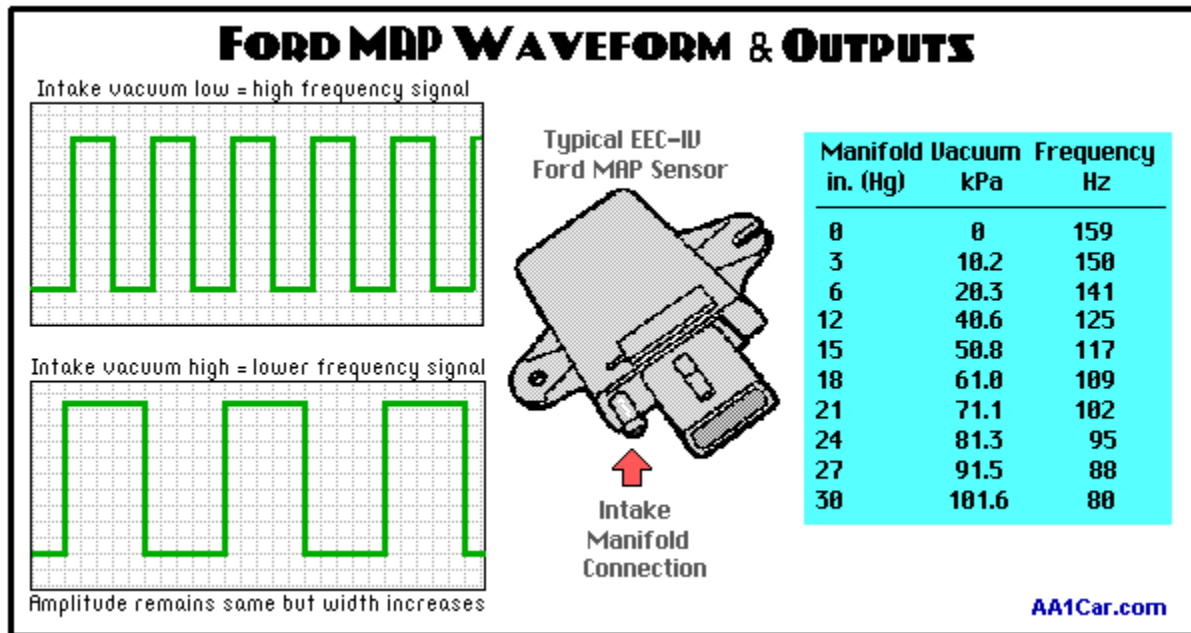 FORD MAP WAVEFORM & OUTPUTS
Intake vacuum low = high frequency signal
Typical EEC-IV
Ford MAP Sensor
Intake vacuum high = lower frequency signal
Amplitude remains same but width increases
Intake
Manifold
Connection
Manifold Vacuum Frequency
in. (Hg) kPa Hz
0 0 159
3 10.2 150
6 20.3 141
12 40.6 125
15 50.8 117
18 61.0 109
21 71.1 102
24 81.3 95
27 91.5 88
30 101.6 80
AA1Car.com